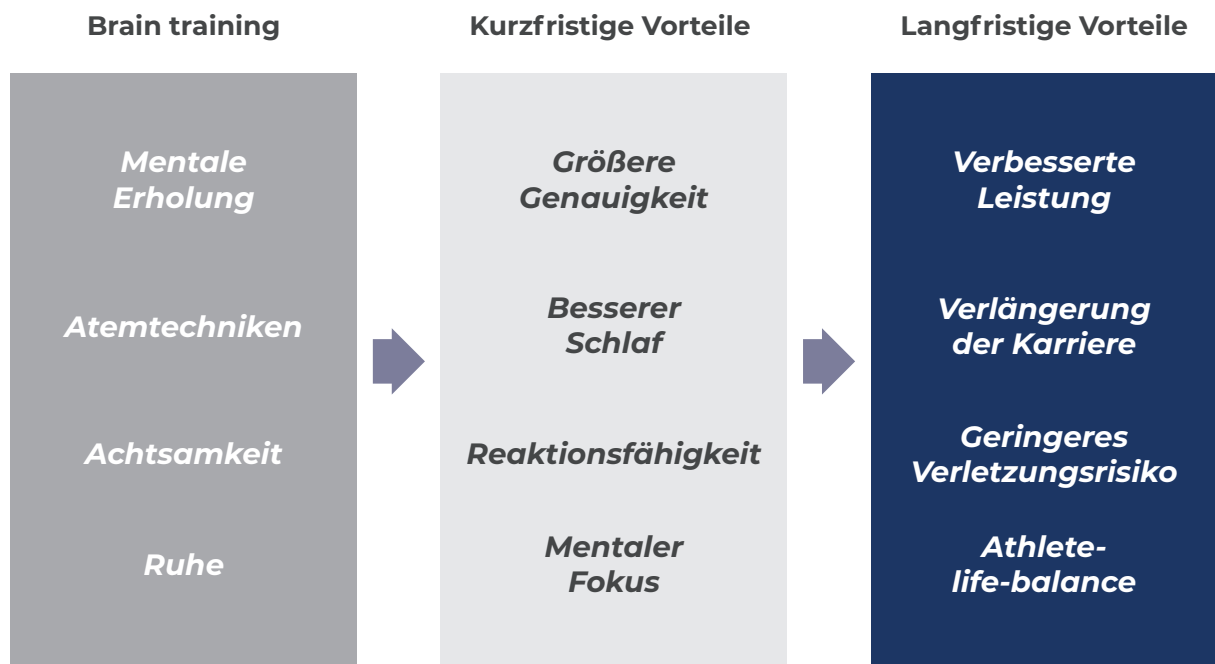 Brain training
Mentale
Erholung
Atemtechniken
Achtsamkeit
Ruhe
Kurzfristige Vorteile
Größere
Genauigkeit
Besserer
Schlaf
Reaktionsfähigkeit
Mentaler
Fokus
Langfristige Vorteile
Verbesserte
Leistung
Verlängerung
der Karriere
Geringeres
Verletzungsrisiko
Athlete-
life-balance